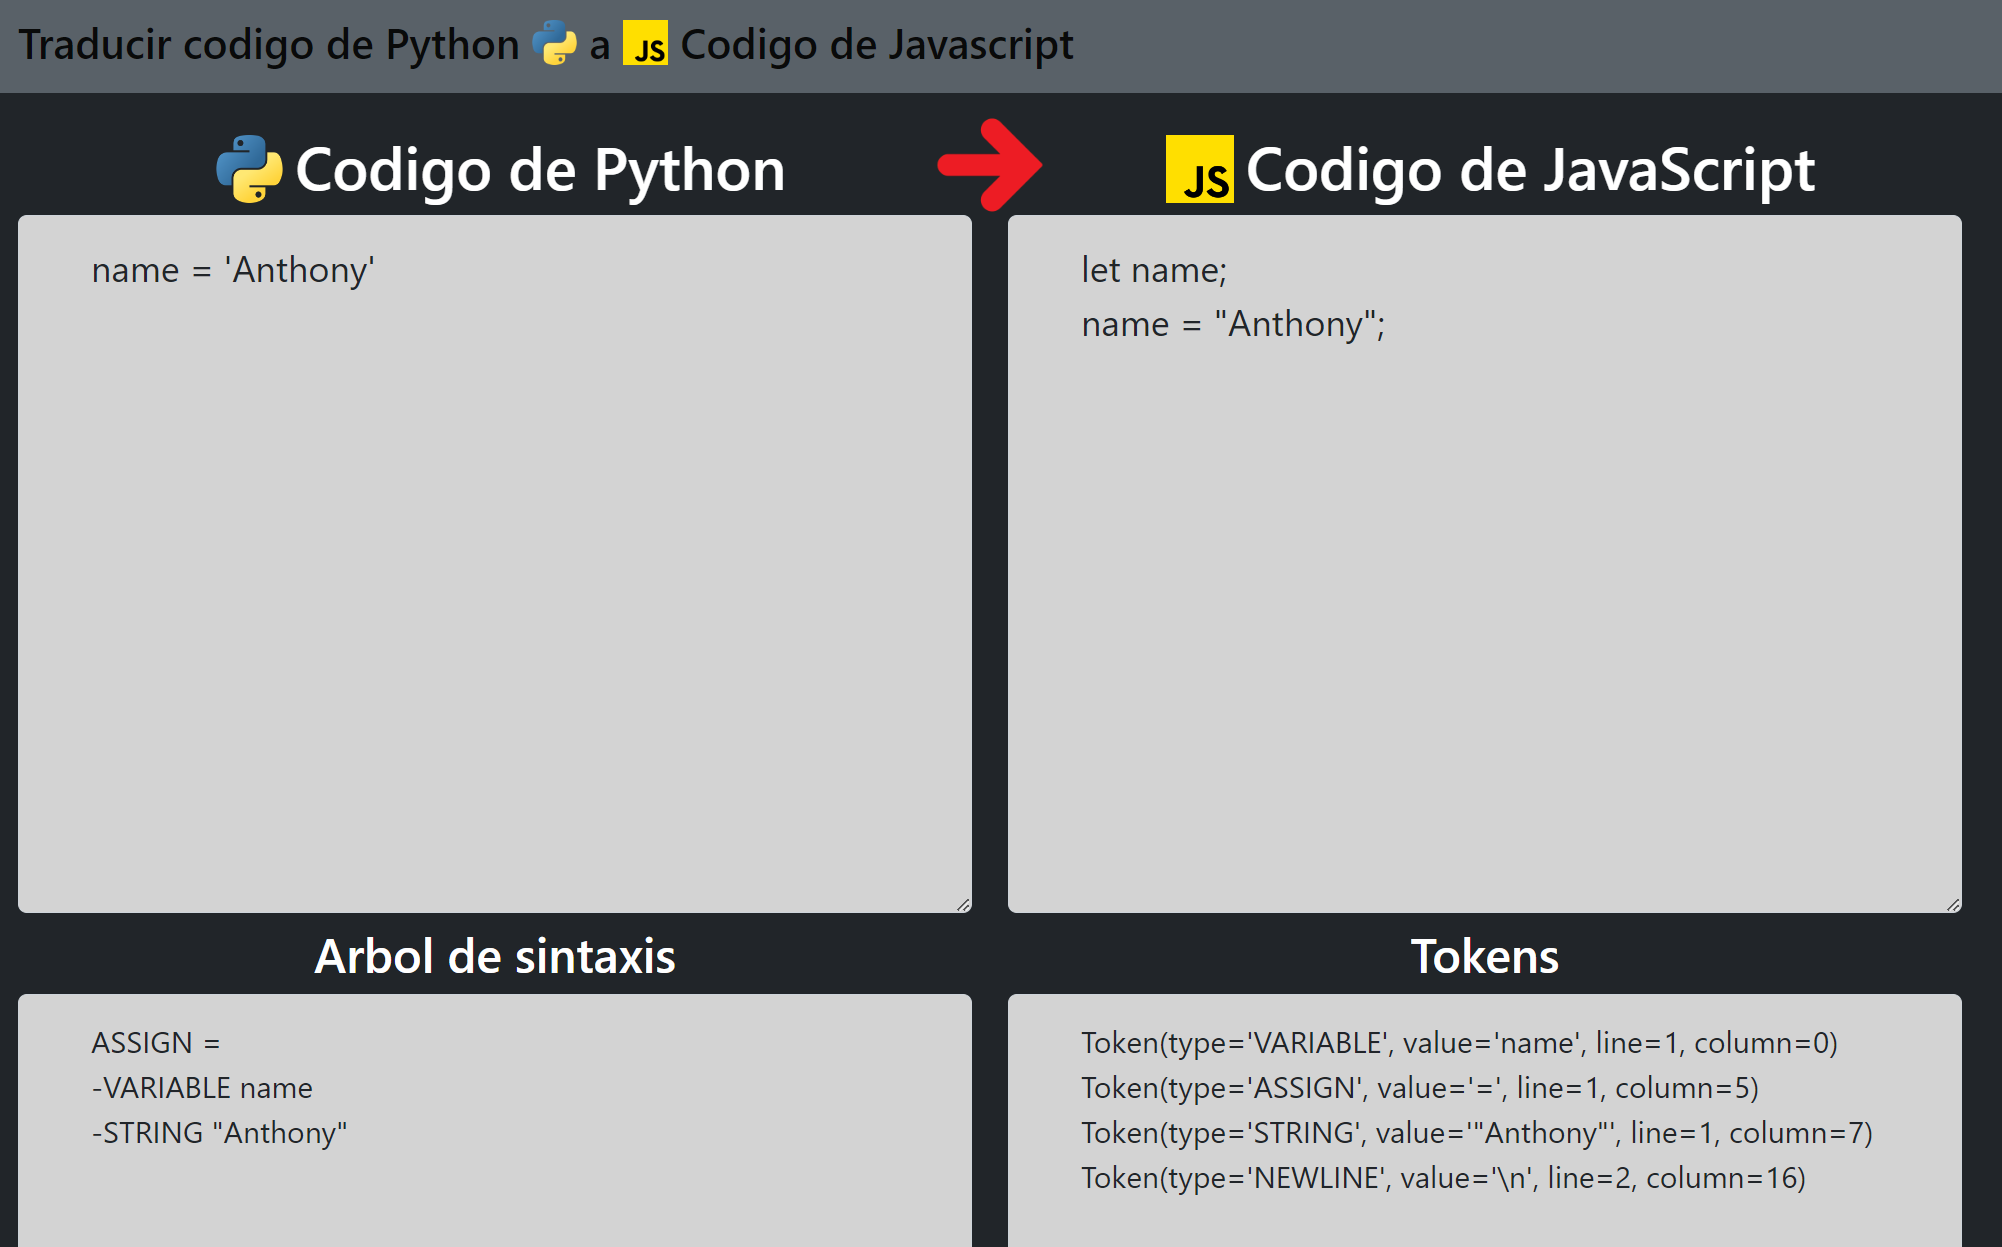 Traducir codigo de Python a JS Codigo de Javascript
Codigo de Python
JS Codigo de JavaScript
name = 'Anthony'
let name;
name = "Anthony";
Arbol de sintaxis
Tokens
ASSIGN =
-VARIABLE name
-STRING "Anthony"
Token(type='VARIABLE', value='name', line=1, column=0)
Token(type='ASSIGN', value='=', line=1, column=5)
Token(type='STRING', value='"Anthony"', line=1, column=7)
Token(type='NEWLINE', value='\n', line=2, column=16)